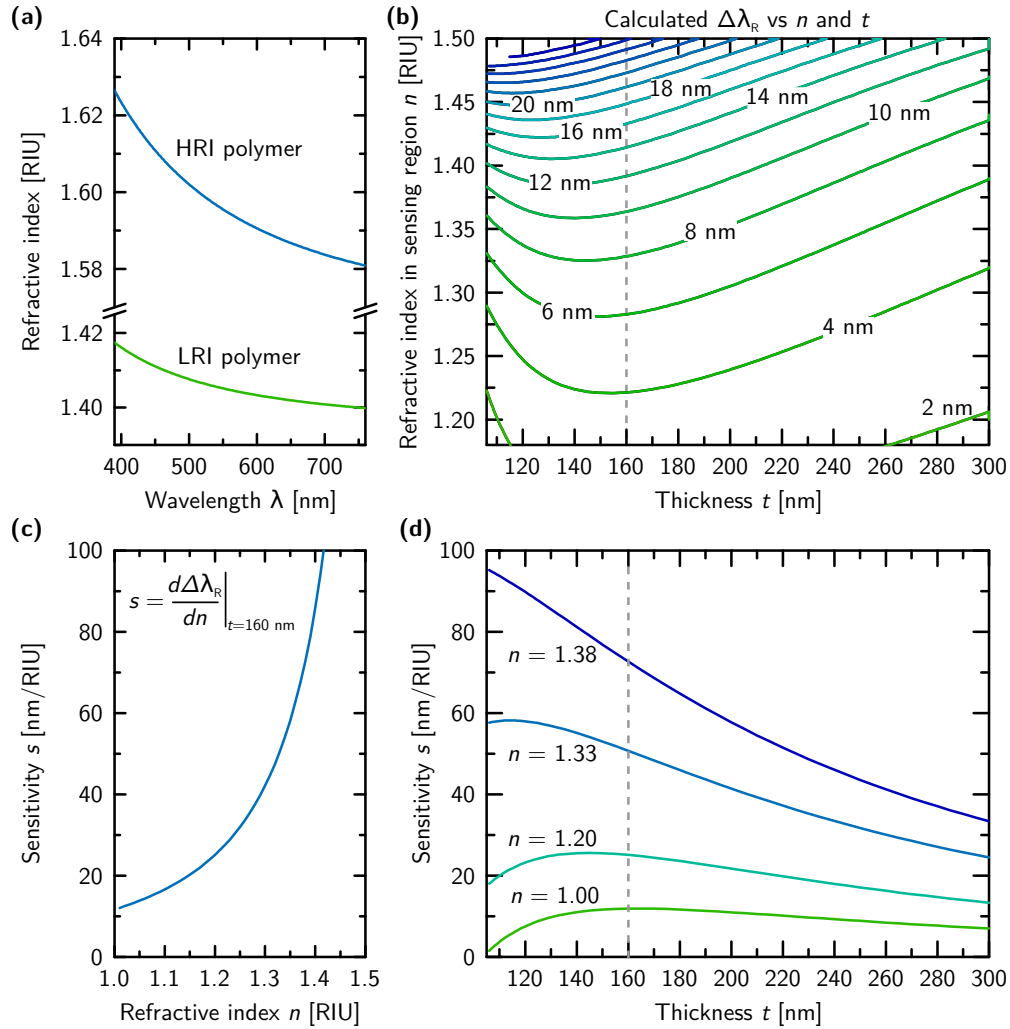 (a)
1.64
1.62
1.60
1.58
1.42
1.40
Refractive index [RIU]
HRI polymer
LRI polymer
400 500 600 700
Wavelength λ [nm]
(b)
Calculated Δλ_R vs n and t
1.50
1.45
1.40
1.35
1.30
1.25
1.20
Refractive index in sensing region n [RIU]
20 nm
18 nm
16 nm
14 nm
12 nm
10 nm
8 nm
6 nm
4 nm
2 nm
120 140 160 180 200 220 240 260 280 300
Thickness t [nm]
(c)
100
80
60
40
20
0
Sensitivity s [nm/RIU]
s = dΔλ_R / dn |t=160 nm
1.0 1.1 1.2 1.3 1.4 1.5
Refractive index n [RIU]
(d)
100
80
60
40
20
0
Sensitivity s [nm/RIU]
n = 1.38
n = 1.33
n = 1.20
n = 1.00
120 140 160 180 200 220 240 260 280 300
Thickness t [nm]